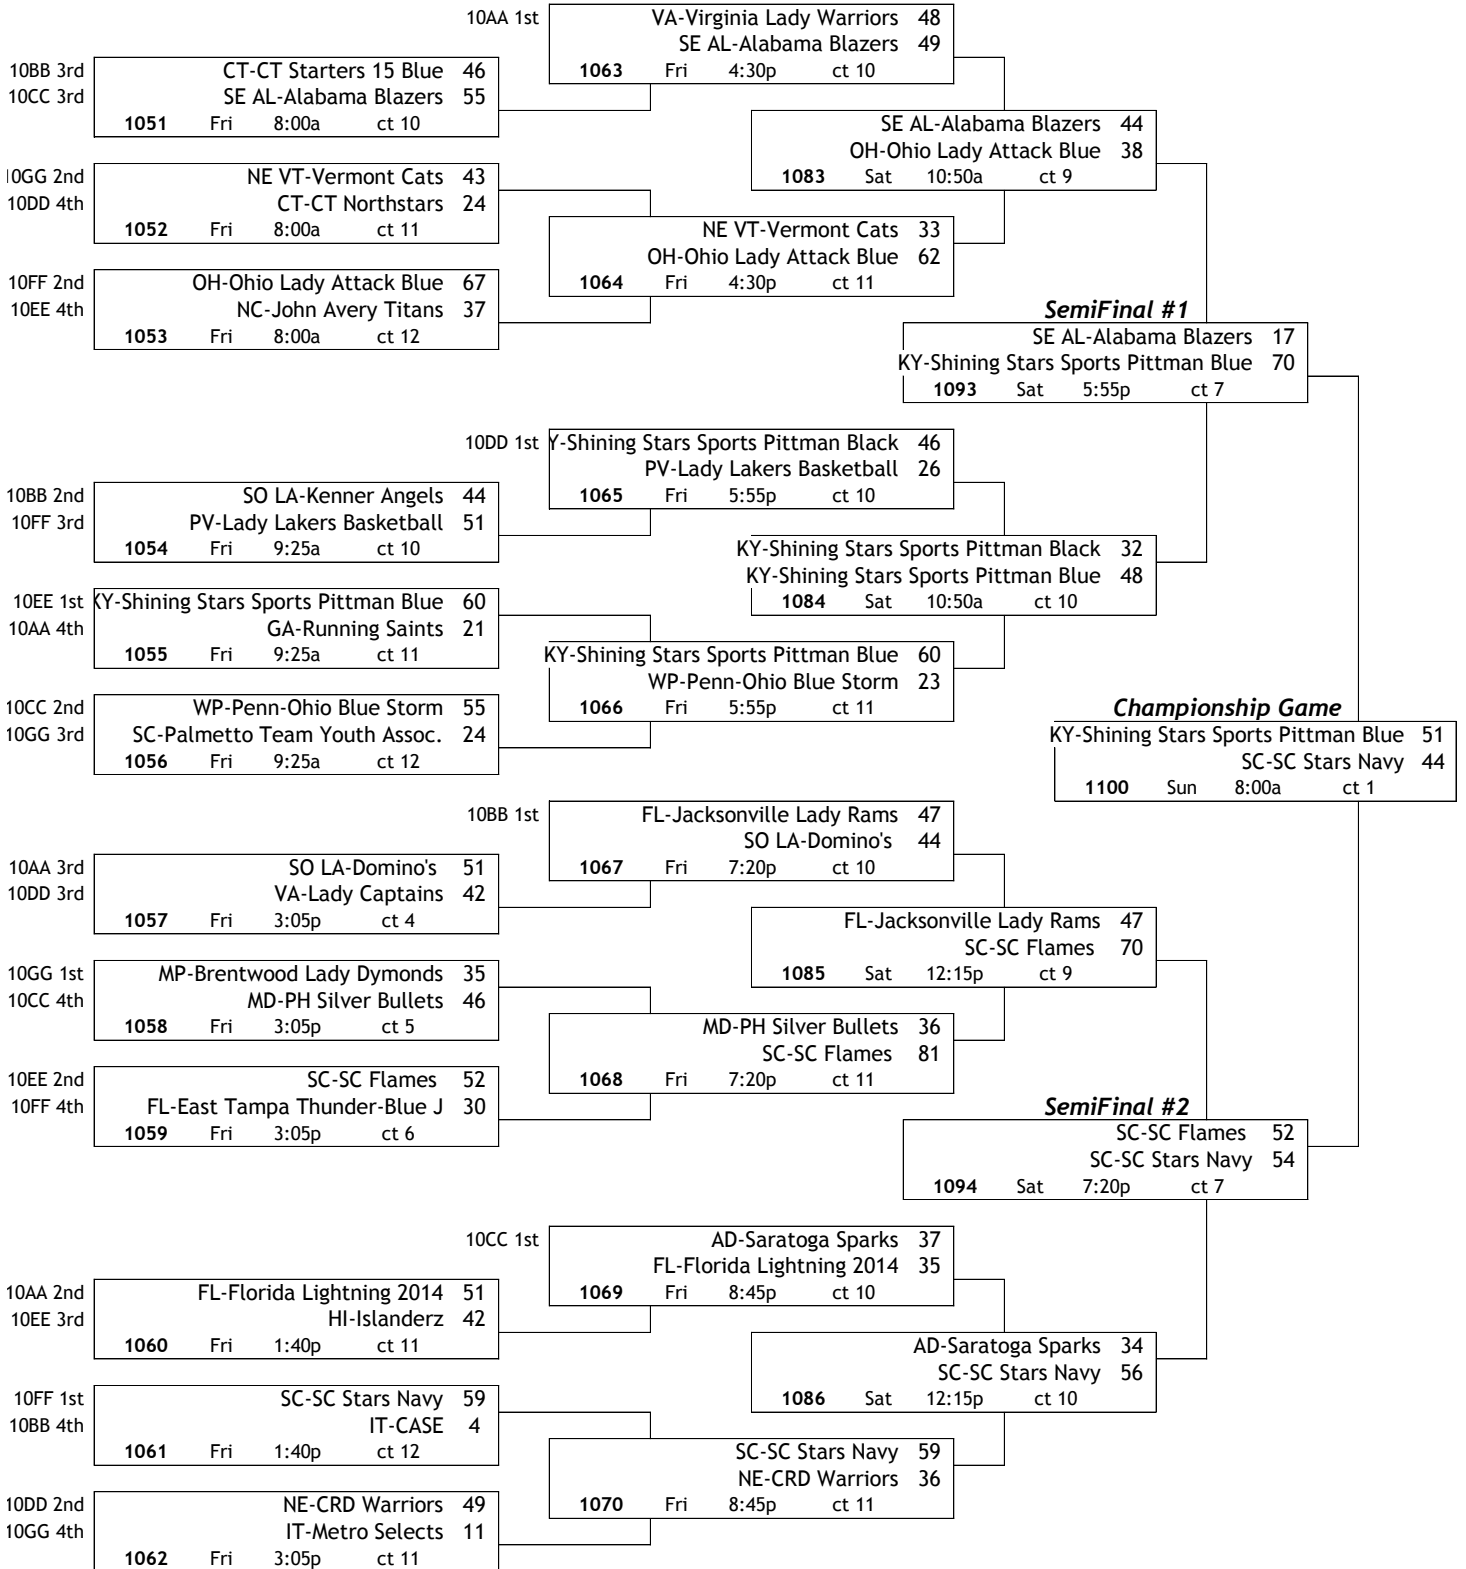 10AA 1st
VA-Virginia Lady Warriors 48
SE AL-Alabama Blazers 49
1063 Fri 4:30p ct 10
10BB 3rd
10CC 3rd
CT-CT Starters 15 Blue 46
SE AL-Alabama Blazers 55
1051 Fri 8:00a ct 10
SE AL-Alabama Blazers 44
OH-Ohio Lady Attack Blue 38
1083 Sat 10:50a ct 9
10GG 2nd
10DD 4th
NE VT-Vermont Cats 43
CT-CT Northstars 24
1052 Fri 8:00a ct 11
NE VT-Vermont Cats 33
OH-Ohio Lady Attack Blue 62
1064 Fri 4:30p ct 11
10FF 2nd
10EE 4th
OH-Ohio Lady Attack Blue 67
NC-John Avery Titans 37
1053 Fri 8:00a ct 12
SemiFinal #1
SE AL-Alabama Blazers 17
KY-Shining Stars Sports Pittman Blue 70
1093 Sat 5:55p ct 7
10DD 1st
Y-Shining Stars Sports Pittman Black 46
PV-Lady Lakers Basketball 26
1065 Fri 5:55p ct 10
10BB 2nd
10FF 3rd
SO LA-Kenner Angels 44
PV-Lady Lakers Basketball 51
1054 Fri 9:25a ct 10
KY-Shining Stars Sports Pittman Black 32
KY-Shining Stars Sports Pittman Blue 48
1084 Sat 10:50a ct 10
10EE 1st
10AA 4th
KY-Shining Stars Sports Pittman Blue 60
GA-Running Saints 21
1055 Fri 9:25a ct 11
KY-Shining Stars Sports Pittman Blue 60
WP-Penn-Ohio Blue Storm 23
1066 Fri 5:55p ct 11
10CC 2nd
10GG 3rd
WP-Penn-Ohio Blue Storm 55
SC-Palmetto Team Youth Assoc. 24
1056 Fri 9:25a ct 12
Championship Game
KY-Shining Stars Sports Pittman Blue 51
SC-SC Stars Navy 44
1100 Sun 8:00a ct 1
10BB 1st
FL-Jacksonville Lady Rams 47
SO LA-Domino's 44
1067 Fri 7:20p ct 10
10AA 3rd
10DD 3rd
SO LA-Domino's 51
VA-Lady Captains 42
1057 Fri 3:05p ct 4
FL-Jacksonville Lady Rams 47
SC-SC Flames 70
1085 Sat 12:15p ct 9
10GG 1st
10CC 4th
MP-Brentwood Lady Dymonds 35
MD-PH Silver Bullets 46
1058 Fri 3:05p ct 5
MD-PH Silver Bullets 36
SC-SC Flames 81
1068 Fri 7:20p ct 11
10EE 2nd
10FF 4th
SC-SC Flames 52
FL-East Tampa Thunder-Blue J 30
1059 Fri 3:05p ct 6
SemiFinal #2
SC-SC Flames 52
SC-SC Stars Navy 54
1094 Sat 7:20p ct 7
10CC 1st
AD-Saratoga Sparks 37
FL-Florida Lightning 2014 35
1069 Fri 8:45p ct 10
10AA 2nd
10EE 3rd
FL-Florida Lightning 2014 51
HI-Islanderz 42
1060 Fri 1:40p ct 11
AD-Saratoga Sparks 34
SC-SC Stars Navy 56
1086 Sat 12:15p ct 10
10FF 1st
10BB 4th
SC-SC Stars Navy 59
IT-CASE 4
1061 Fri 1:40p ct 12
SC-SC Stars Navy 59
NE-CRD Warriors 36
1070 Fri 8:45p ct 11
10DD 2nd
10GG 4th
NE-CRD Warriors 49
IT-Metro Selects 11
1062 Fri 3:05p ct 11